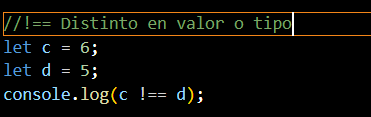 //!== Distinto en valor o tipo
let c = 6;
let d = 5;
console.log(c !== d);